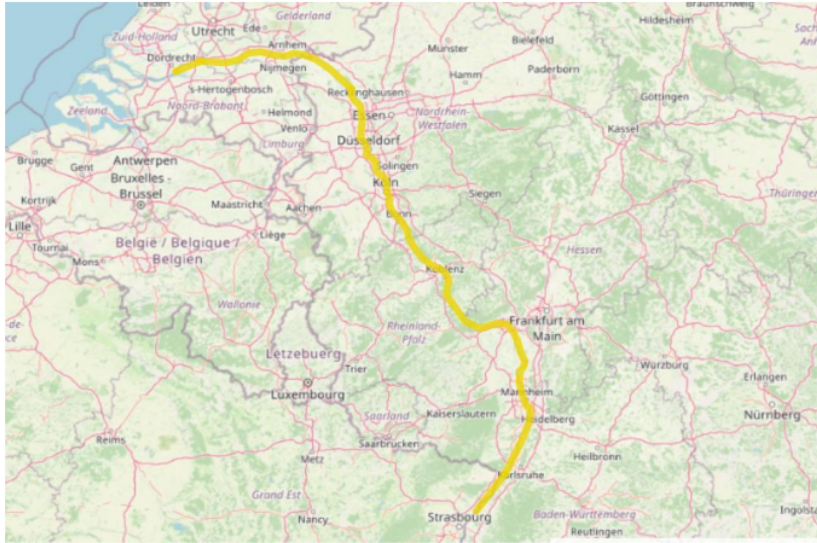 Leiden
Utrecht
Ede
Gelderland
Zuid-Holland
Arnhem
Dordrecht
Nijmegen
's-Hertogenbosch
Zeeland
Noord-Brabant
Helmond
Venlo
Limburg
Brugge
Gent
Antwerpen
Bruxelles -
Brussel
Kortrijk
Lille
Tournai
Mons
België / Belgique /
Belgien
Maastricht
Aachen
Liège
Wallonie
Münster
Bielefeld
Hamm
Paderborn
Recklinghausen
Essen
Nordrhein-
Westfalen
Düsseldorf
Solingen
Köln
Bonn
Siegen
Hildesheim
Braunschweig
Göttingen
Kassel
Thüringen
Hessen
Koblenz
Rheinland-
Pfalz
Frankfurt am
Main
Lëtzebuerg
Luxembourg
Trier
Saarland
Saarbrücken
Kaiserslautern
Mannheim
Heidelberg
Würzburg
Erlangen
Nürnberg
Reims
Metz
Grand Est
Nancy
Karlsruhe
Heilbronn
Strasbourg
Baden-Württemberg
Reutlingen
Ingolsta